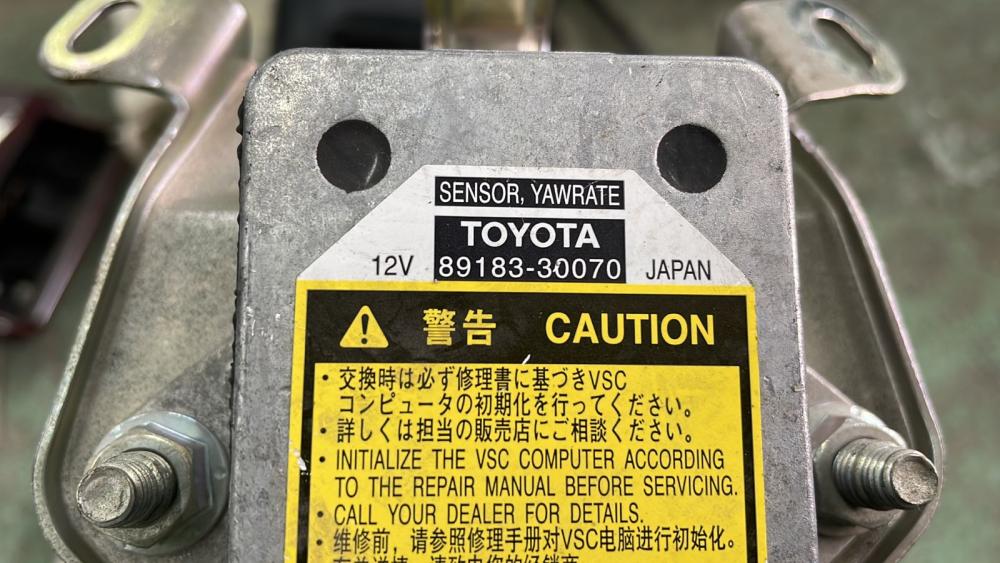 SENSOR, YAWRATE
TOYOTA
12V 89183-30070 JAPAN
警告 CAUTION
・交換時は必ず修理書に基づきVSC
コンピュータの初期化を行ってください。
・詳しくは担当の販売店にご相談ください。
・INITIALIZE THE VSC COMPUTER ACCORDING
TO THE REPAIR MANUAL BEFORE SERVICING.
・CALL YOUR DEALER FOR DETAILS.
・维修前，请参照修理手册对VSC电脑进行初始化。